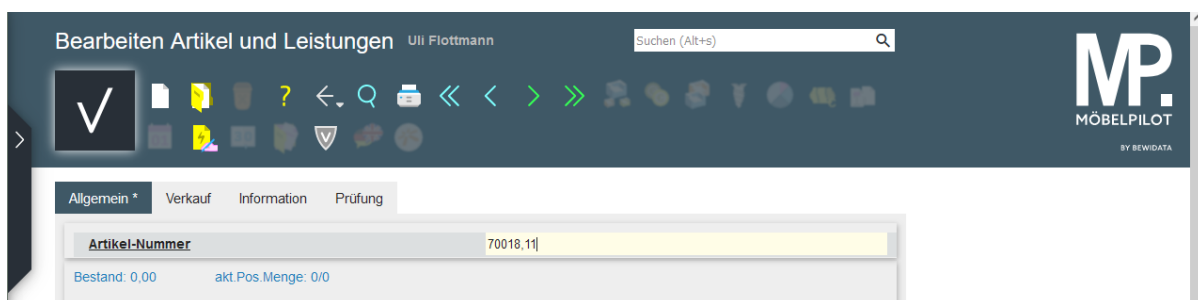 Bearbeiten Artikel und Leistungen Uli Flottmann
Suchen (Alt+s)
?
MP.
MÖBELPILOT
BY BEWIDATA
Allgemein * Verkauf Information Prüfung
Artikel-Nummer 70018,11
Bestand: 0,00 akt.Pos.Menge: 0/0